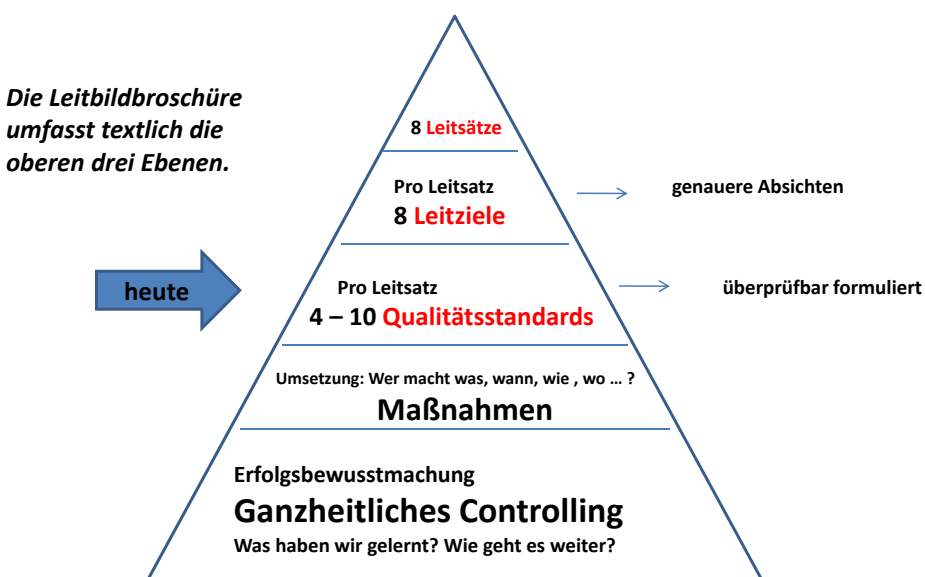 Die Leitbildbroschüre
umfasst textlich die
oberen drei Ebenen.
8 Leitsätze
Pro Leitsatz
8 Leitziele
genauere Absichten
heute
Pro Leitsatz
4 – 10 Qualitätsstandards
überprüfbar formuliert
Umsetzung: Wer macht was, wann, wie , wo … ?
Maßnahmen
Erfolgsbewusstmachung
Ganzheitliches Controlling
Was haben wir gelernt? Wie geht es weiter?